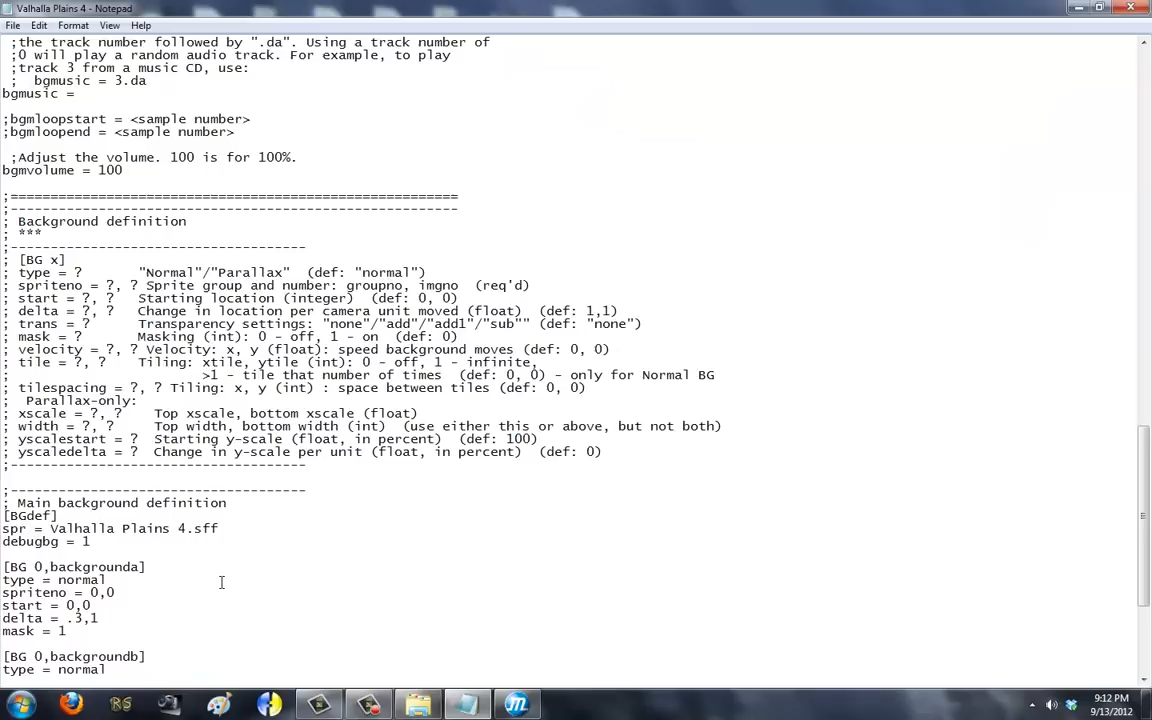 Valhalla Plains 4 - Notepad
File Edit Format View Help
;the track number followed by ".da". Using a track number of
;0 will play a random audio track. For example, to play
;track 3 from a music CD, use:
;  bgmusic = 3.da
bgmusic =
;bgmloopstart = <sample number>
;bgmloopend = <sample number>
;Adjust the volume. 100 is for 100%.
bgmvolume = 100
;========================================================
;--------------------------------------------------------
; Background definition
; ***
;-------------------------------------
; [BG x]
; type = ?       "Normal"/"Parallax"  (def: "normal")
; spriteno = ?, ? Sprite group and number: groupno, imgno  (req'd)
; start = ?, ?   Starting location (integer)  (def: 0, 0)
; delta = ?, ?   Change in location per camera unit moved (float)  (def: 1,1)
; trans = ?      Transparency settings: "none"/"add"/"add1"/"sub"" (def: "none")
; mask = ?       Masking (int): 0 - off, 1 - on  (def: 0)
; velocity = ?, ? Velocity: x, y (float): speed background moves (def: 0, 0)
; tile = ?, ?    Tiling: xtile, ytile (int): 0 - off, 1 - infinite,
;                        >1 - tile that number of times  (def: 0, 0) - only for Normal BG
; tilespacing = ?, ? Tiling: x, y (int) : space between tiles (def: 0, 0)
;  Parallax-only:
; xscale = ?, ?    Top xscale, bottom xscale (float)
; width = ?, ?     Top width, bottom width (int)  (use either this or above, but not both)
; yscalestart = ?  Starting y-scale (float, in percent) (def: 100)
; yscaledelta = ?  Change in y-scale per unit (float, in percent)  (def: 0)
;-------------------------------------
;-------------------------------------
; Main background definition
[BGdef]
spr = Valhalla Plains 4.sff
debugbg = 1
[BG 0,backgrounda]
type = normal
spriteno = 0,0
start = 0,0
delta = .3,1
mask = 1
[BG 0,backgroundb]
type = normal
RS
9:12 PM
9/13/2012